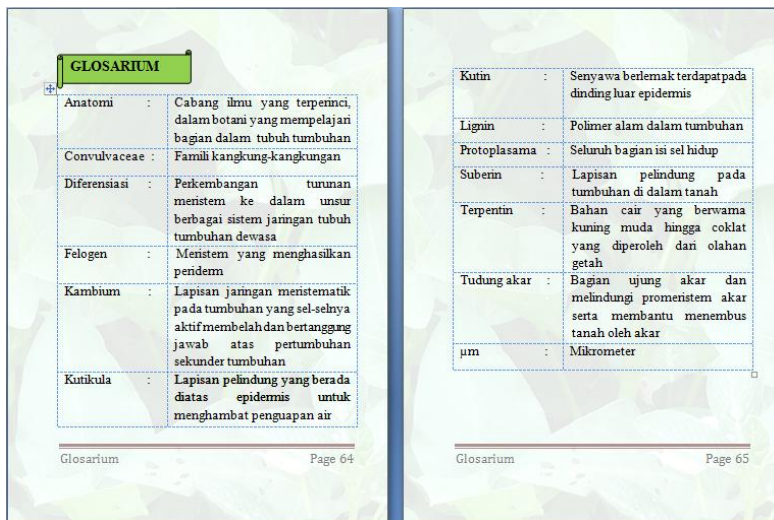 GLOSARIUM
Anatomi : Cabang ilmu yang terperinci,
dalam botani yang mempelajari
bagian dalam tubuh tumbuhan
Convulvaceae : Famili kangkung-kangkungan
Diferensiasi : Perkembangan turunan
meristem ke dalam unsur
berbagai sistem jaringan tubuh
tumbuhan dewasa
Felogen : Meristem yang menghasilkan
periderm
Kambium : Lapisan jaringan meristematik
pada tumbuhan yang sel-selnya
aktif membelah dan bertanggung
jawab atas pertumbuhan
sekunder tumbuhan
Kutikula : Lapisan pelindung yang berada
diatas epidermis untuk
menghambat penguapan air
Glosarium Page 64
Kutin : Senyawa berlemak terdapat pada
dinding luar epidermis
Lignin : Polimer alam dalam tumbuhan
Protoplasama : Seluruh bagian isi sel hidup
Suberin : Lapisan pelindung pada
tumbuhan di dalam tanah
Terpentin : Bahan cair yang berwarna
kuning muda hingga coklat
yang diperoleh dari olahan
getah
Tudung akar : Bagian ujung akar dan
melindungi promeristem akar
serta membantu menembus
tanah oleh akar
µm : Mikrometer
Glosarium Page 65